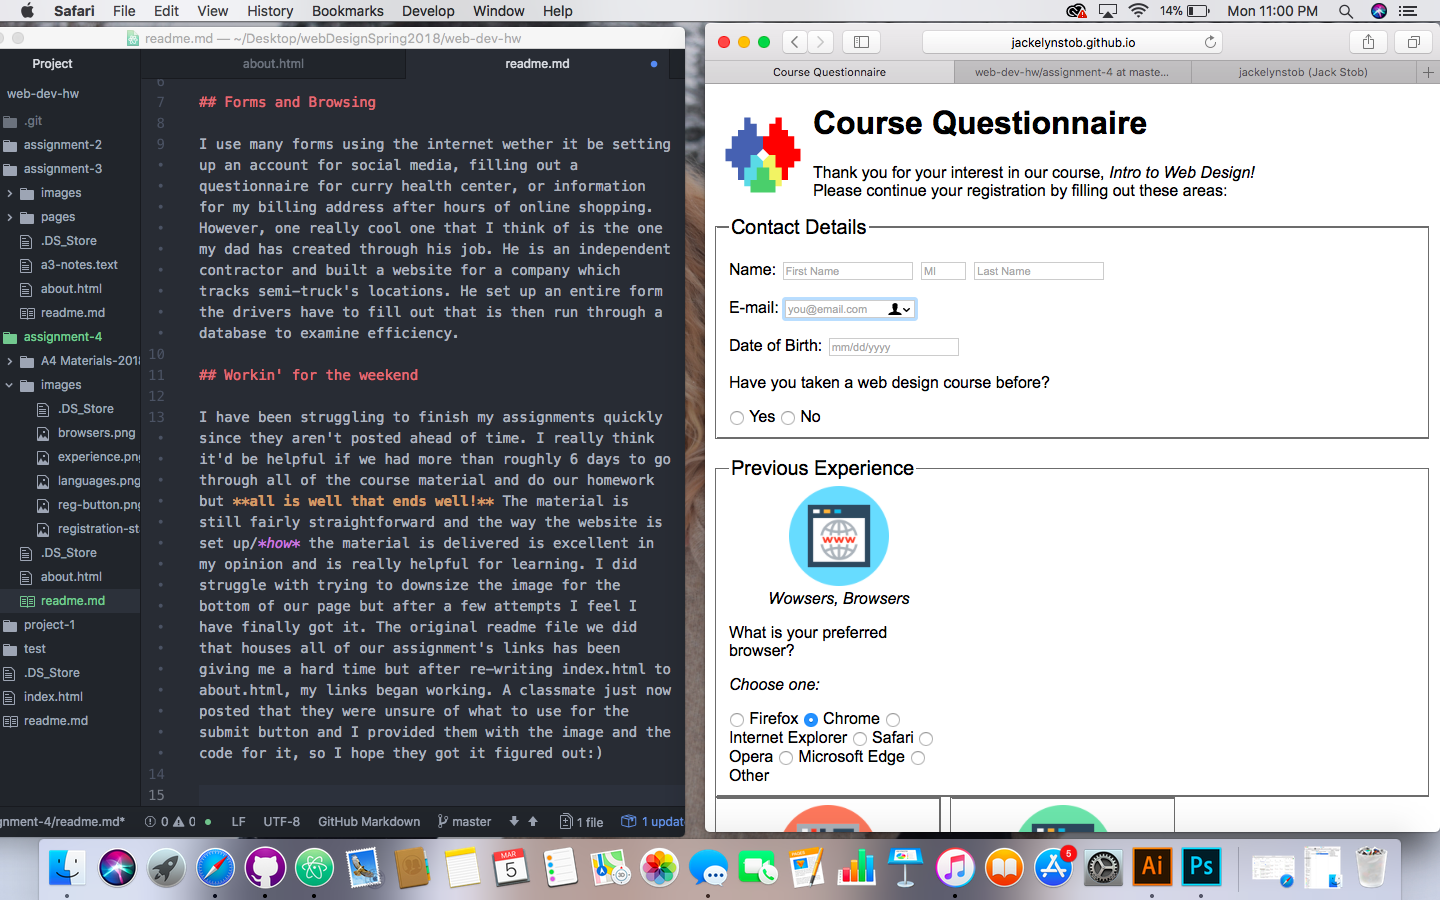 Safari File Edit View History Bookmarks Develop Window Help 14% Mon 11:00 PM
readme.md — ~/Desktop/webDesignSpring2018/web-dev-hw
Project
about.html
readme.md
web-dev-hw
.git
assignment-2
assignment-3
images
pages
.DS_Store
a3-notes.text
about.html
readme.md
assignment-4
A4 Materials-201
images
.DS_Store
browsers.png
experience.png
languages.png
reg-button.png
registration-st
.DS_Store
about.html
readme.md
project-1
test
.DS_Store
index.html
readme.md
6
7 ## Forms and Browsing
8
9 I use many forms using the internet wether it be setting
up an account for social media, filling out a
questionnaire for curry health center, or information
for my billing address after hours of online shopping.
However, one really cool one that I think of is the one
my dad has created through his job. He is an independent
contractor and built a website for a company which
tracks semi-truck's locations. He set up an entire form
the drivers have to fill out that is then run through a
database to examine efficiency.
10
11 ## Workin' for the weekend
12
13 I have been struggling to finish my assignments quickly
since they aren't posted ahead of time. I really think
it'd be helpful if we had more than roughly 6 days to go
through all of the course material and do our homework
but **all is well that ends well!** The material is
still fairly straightforward and the way the website is
set up/*how* the material is delivered is excellent in
my opinion and is really helpful for learning. I did
struggle with trying to downsize the image for the
bottom of our page but after a few attempts I feel I
have finally got it. The original readme file we did
that houses all of our assignment's links has been
giving me a hard time but after re-writing index.html to
about.html, my links began working. A classmate just now
posted that they were unsure of what to use for the
submit button and I provided them with the image and the
code for it, so I hope they got it figured out:)
14
15
gnment-4/readme.md* 0 0 LF UTF-8 GitHub Markdown master 1 file 1 updat
jackelynstob.github.io
Course Questionnaire
web-dev-hw/assignment-4 at maste...
jackelynstob (Jack Stob)
Course Questionnaire
Thank you for your interest in our course, Intro to Web Design!
Please continue your registration by filling out these areas:
Contact Details
Name: First Name MI Last Name
E-mail: you@email.com
Date of Birth: mm/dd/yyyy
Have you taken a web design course before?
Yes No
Previous Experience
www
Wowsers, Browsers
What is your preferred
browser?
Choose one:
Firefox Chrome
Internet Explorer Safari
Opera Microsoft Edge
Other
MAR
5
5
Ai
Ps